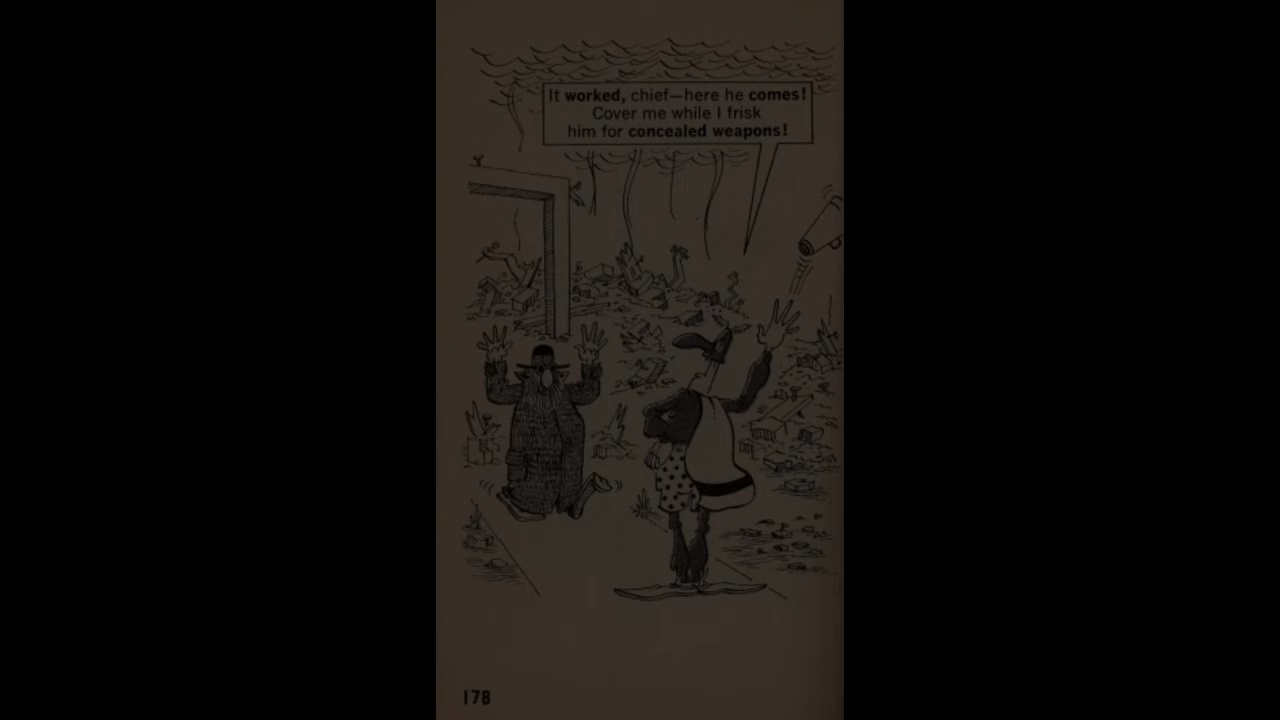 It worked, chief—here he comes!
Cover me while I frisk
him for concealed weapons!
178